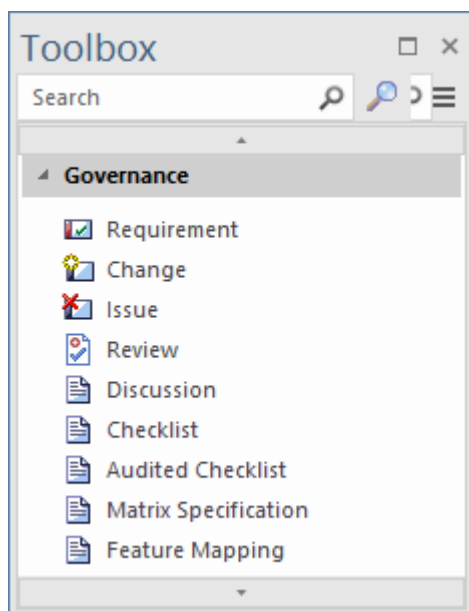 Toolbox
Search
Governance
Requirement
Change
Issue
Review
Discussion
Checklist
Audited Checklist
Matrix Specification
Feature Mapping